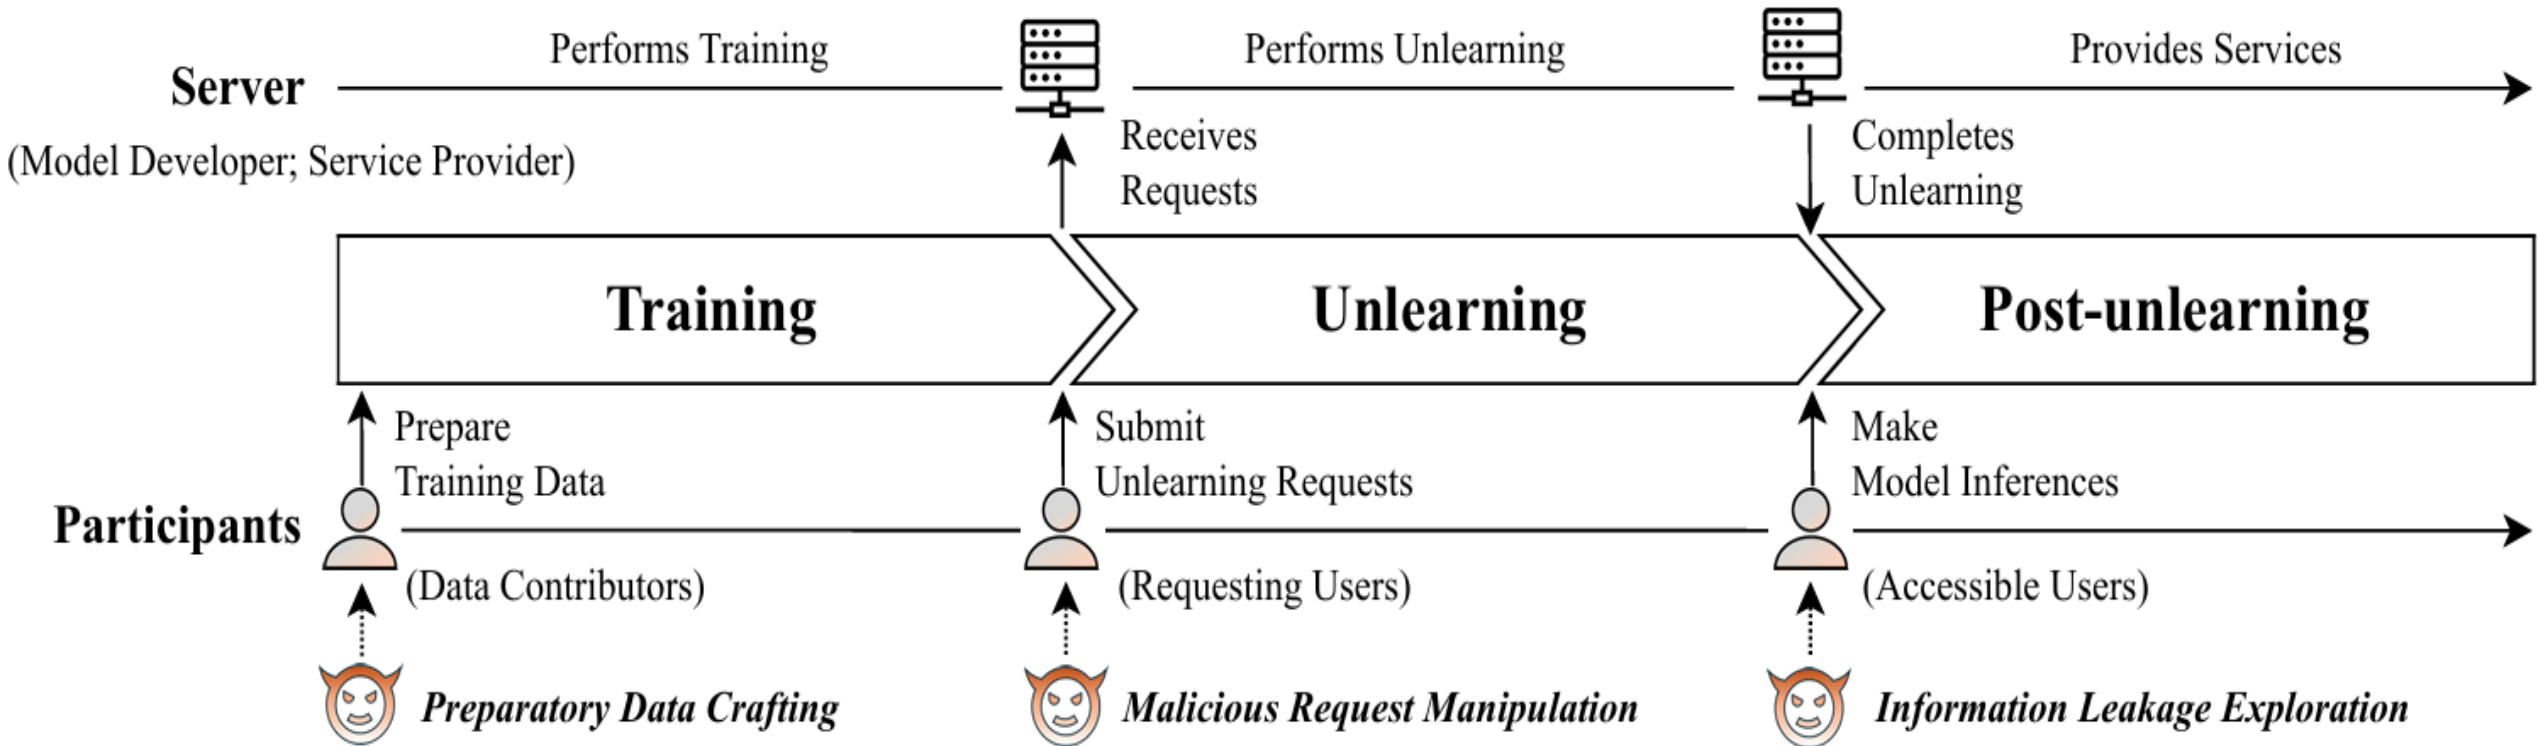 Performs Training
Performs Unlearning
Provides Services
Server
(Model Developer; Service Provider)
Receives
Requests
Completes
Unlearning
Training
Unlearning
Post-unlearning
Prepare
Training Data
Submit
Unlearning Requests
Make
Model Inferences
Participants
(Data Contributors)
(Requesting Users)
(Accessible Users)
Preparatory Data Crafting
Malicious Request Manipulation
Information Leakage Exploration